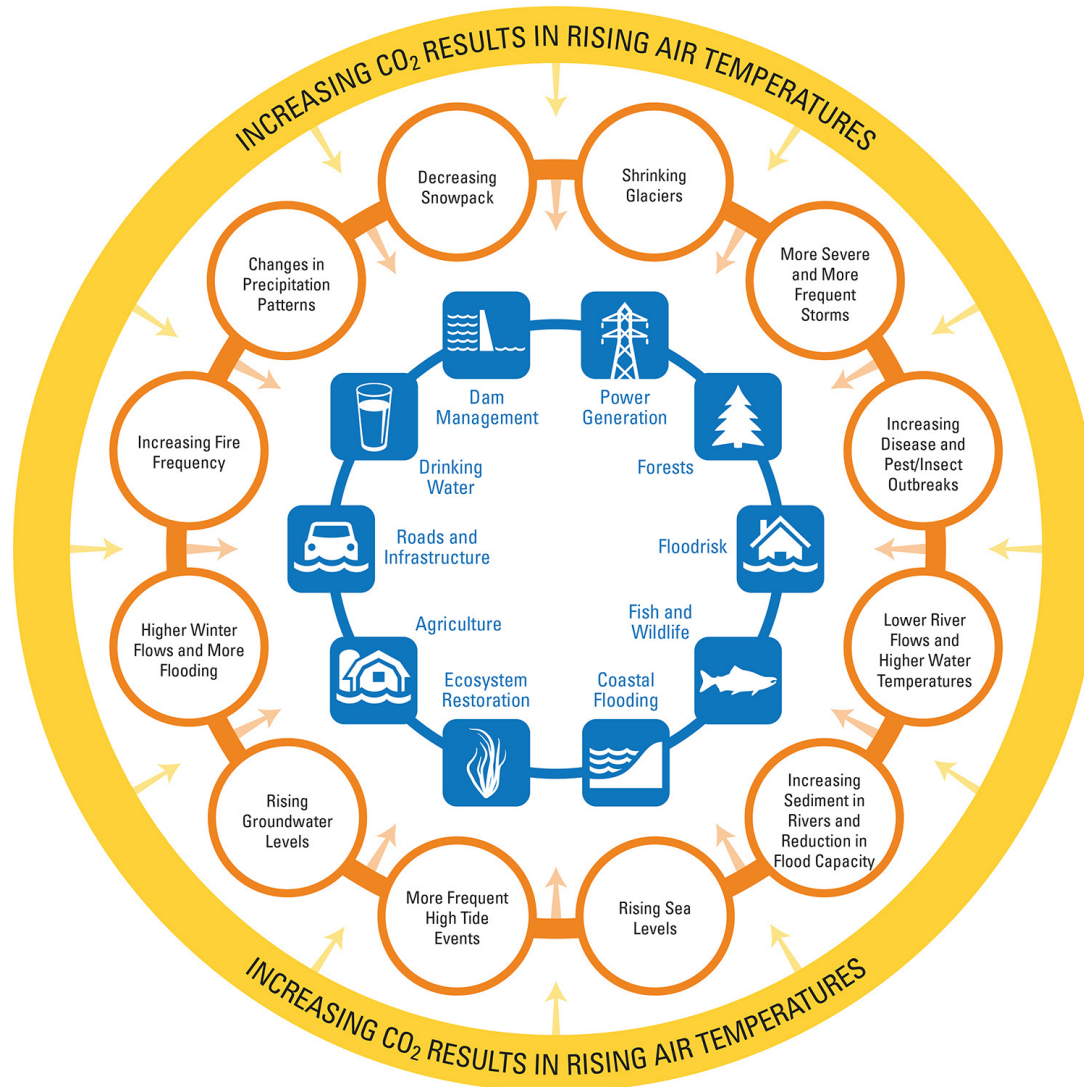 INCREASING CO₂ RESULTS IN RISING AIR TEMPERATURES
Decreasing
Snowpack
Shrinking
Glaciers
More Severe
and More
Frequent
Storms
Increasing
Disease and
Pest/Insect
Outbreaks
Lower River
Flows and
Higher Water
Temperatures
Increasing
Sediment in
Rivers and
Reduction in
Flood Capacity
Rising Sea
Levels
More Frequent
High Tide
Events
Rising
Groundwater
Levels
Higher Winter
Flows and More
Flooding
Increasing Fire
Frequency
Changes in
Precipitation
Patterns
Dam
Management
Power
Generation
Forests
Floodrisk
Fish and
Wildlife
Coastal
Flooding
Ecosystem
Restoration
Agriculture
Roads and
Infrastructure
Drinking
Water
INCREASING CO₂ RESULTS IN RISING AIR TEMPERATURES